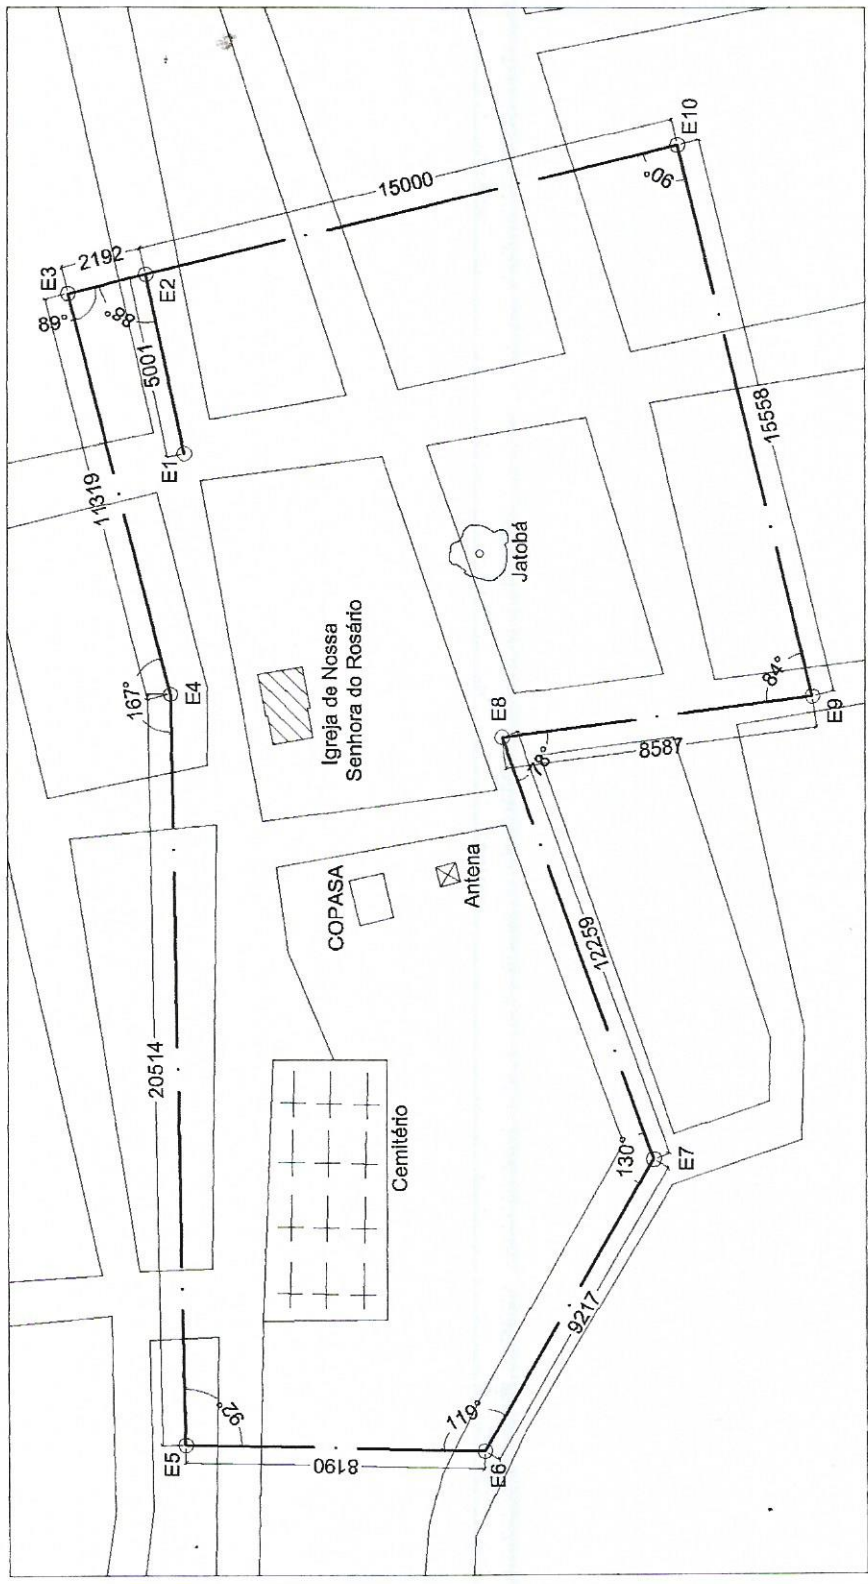 E3
2192
89°
88°
E2
5001
E1
15000
E10
90°
11319
15558
167°
E4
Igreja de Nossa
Senhora do Rosário
Jatobá
E8
78°
8587
84°
E9
COPASA
Antena
12259
20514
Cemitério
130°
E7
9217
E5
92°
8190
119°
E6